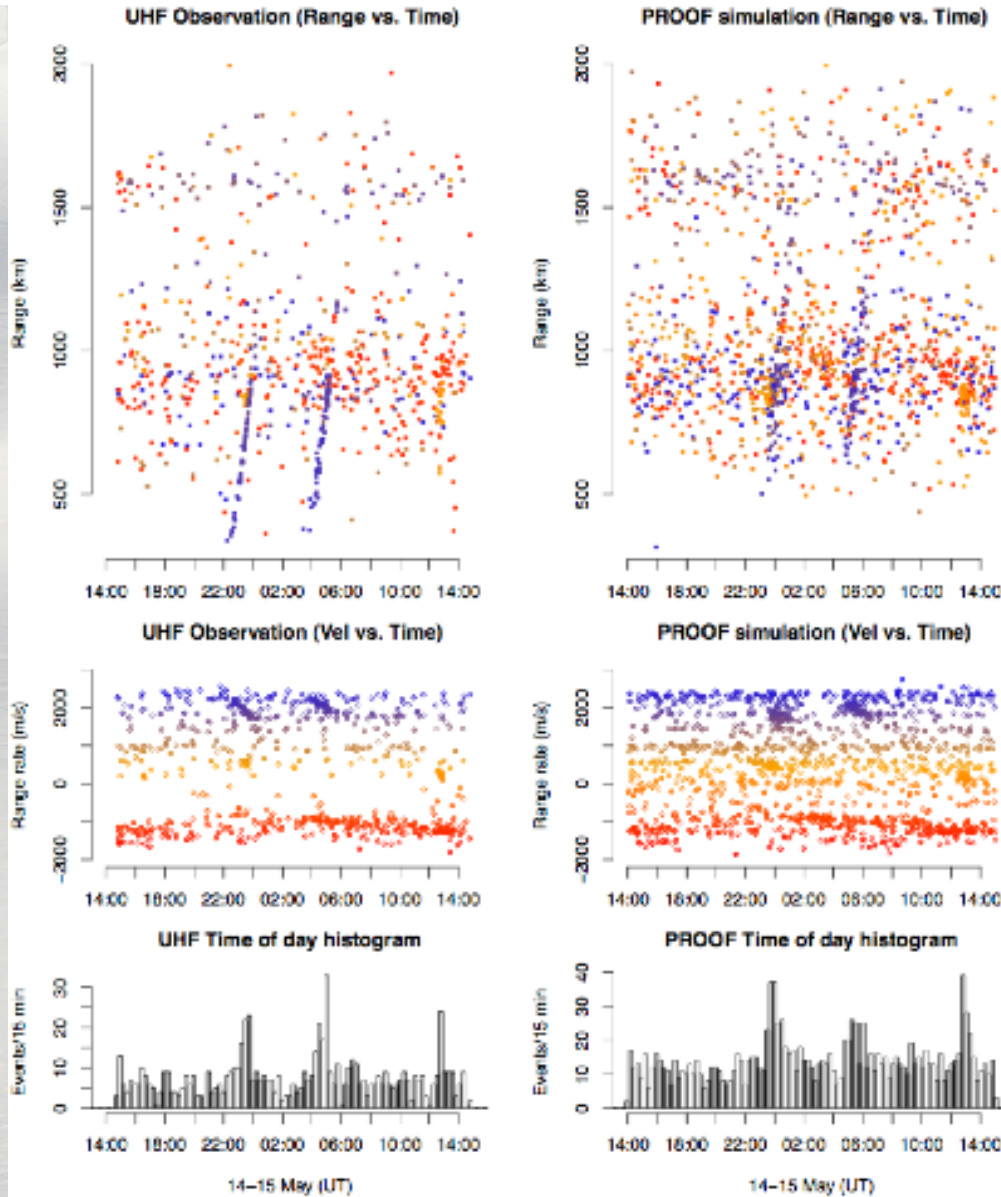 UHF Observation (Range vs. Time)
PROOF simulation (Range vs. Time)
Range (km)
2000
1500
1000
500
14:00 18:00 22:00 02:00 06:00 10:00 14:00
Range (km)
2000
1500
1000
500
14:00 18:00 22:00 02:00 06:00 10:00 14:00
UHF Observation (Vel vs. Time)
PROOF simulation (Vel vs. Time)
Range rate (m/s)
2000
0
-2000
14:00 18:00 22:00 02:00 06:00 10:00 14:00
Range rate (m/s)
2000
0
-2000
14:00 18:00 22:00 02:00 06:00 10:00 14:00
UHF Time of day histogram
PROOF Time of day histogram
Events/15 min
30
20
10
0
14:00 18:00 22:00 02:00 06:00 10:00 14:00
14-15 May (UT)
Events/15 min
40
30
20
10
0
14:00 18:00 22:00 02:00 06:00 10:00 14:00
14-15 May (UT)